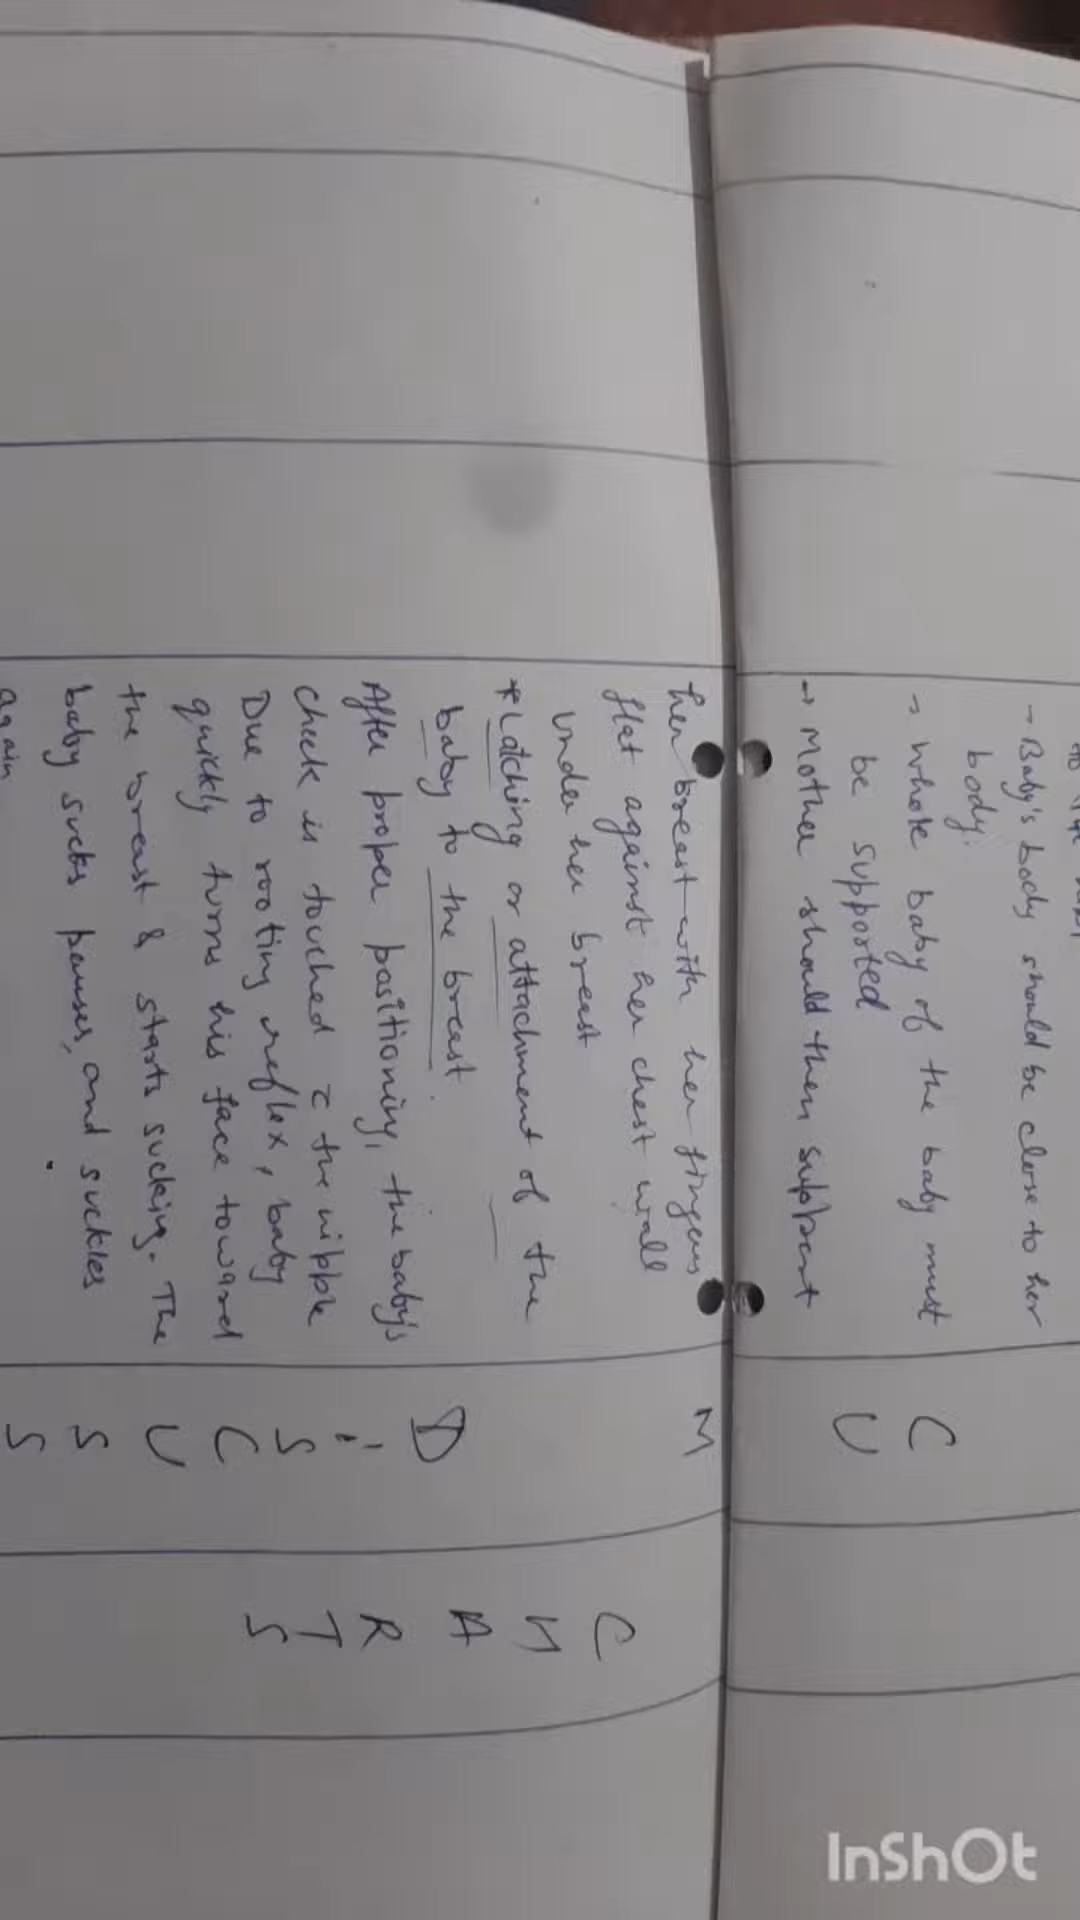 - Baby's body should be close to her
body.
→ whole baby of the baby must
be supported
→ Mother should then support
her breast with her fingers
flat against her chest wall
under her breast
* Latching or attachment of the
baby to the breast.
After proper positioning, the baby's
cheek is touched c̄ the nipple
Due to rooting reflex, baby
quickly turns his face toward
the breast & starts sucking. The
baby sucks pauses, and suckles
again
C
U
M
D
I
S
C
U
S
S
C
H
A
R
T
S
InShOt